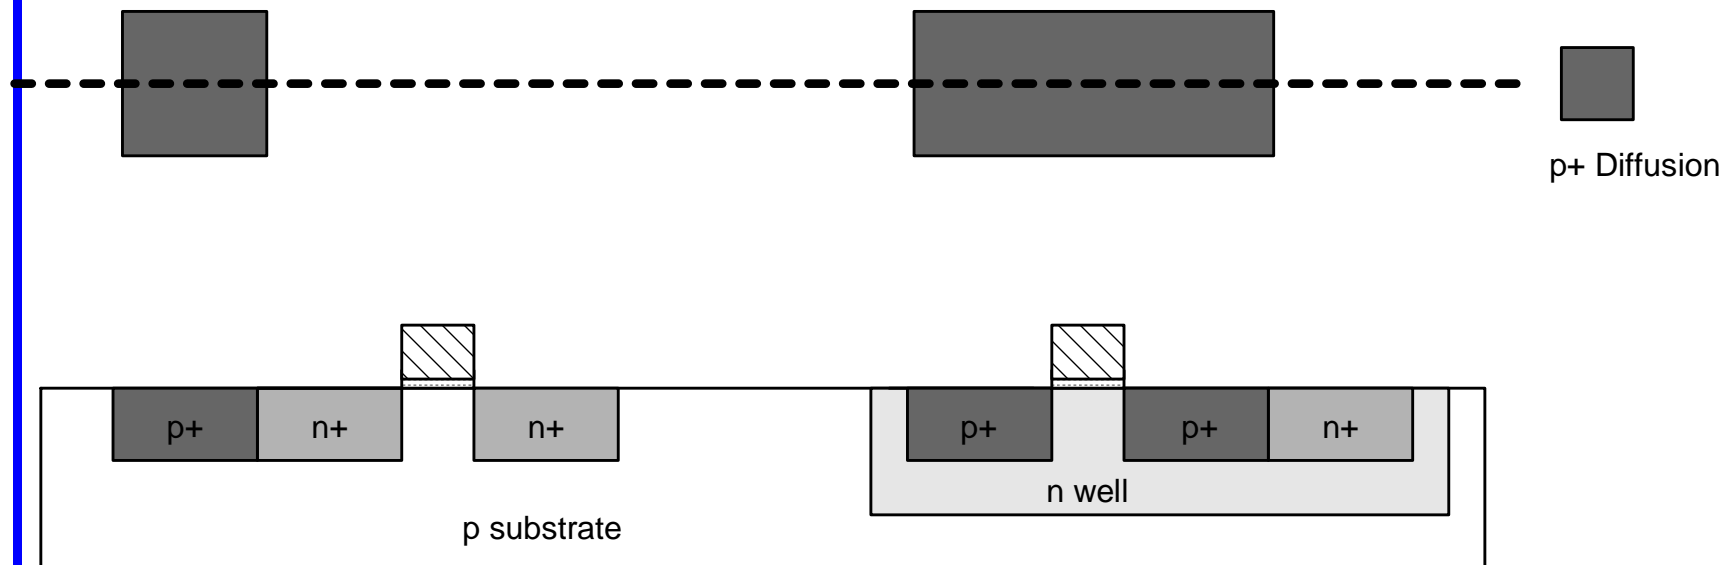 p+ Diffusion
p+
n+
n+
p+
p+
n+
n well
p substrate